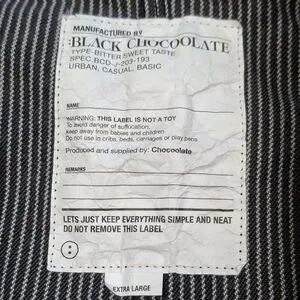 MANUFACTURED BY
:BLACK CHOCOOLATE
TYPE-BITTER SWEET TASTE
SPEC.BCD-J-203-193
URBAN, CASUAL, BASIC
NAME
WARNING: THIS LABEL IS NOT A TOY
To avoid danger of suffocation,
keep away from babies and children
Do not use in cribs, beds, carriages or play pens
Produced and supplied by: Chocoolate
REMARKS
LETS JUST KEEP EVERYTHING SIMPLE AND NEAT
DO NOT REMOVE THIS LABEL
EXTRA LARGE